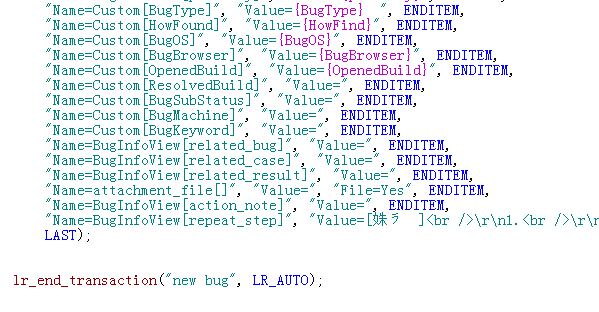 "Name=Custom[BugType]", "Value={BugType}  ", ENDITEM,
"Name=Custom[HowFound]", "Value={HowFind}", ENDITEM,
"Name=Custom[BugOS]", "Value={BugOS}", ENDITEM,
"Name=Custom[BugBrowser]", "Value={BugBrowser}", ENDITEM,
"Name=Custom[OpenedBuild]", "Value={OpenedBuild}", ENDITEM,
"Name=Custom[ResolvedBuild]", "Value=", ENDITEM,
"Name=Custom[BugSubStatus]", "Value=", ENDITEM,
"Name=Custom[BugMachine]", "Value=", ENDITEM,
"Name=Custom[BugKeyword]", "Value=", ENDITEM,
"Name=BugInfoView[related_bug]", "Value=", ENDITEM,
"Name=BugInfoView[related_case]", "Value=", ENDITEM,
"Name=BugInfoView[related_result]", "Value=", ENDITEM,
"Name=attachment_file[]", "Value=", "File=Yes", ENDITEM,
"Name=BugInfoView[action_note]", "Value=", ENDITEM,
"Name=BugInfoView[repeat_step]", "Value=[ ]<br />\r\n1.<br />\r\r
LAST);
lr_end_transaction("new bug", LR_AUTO);